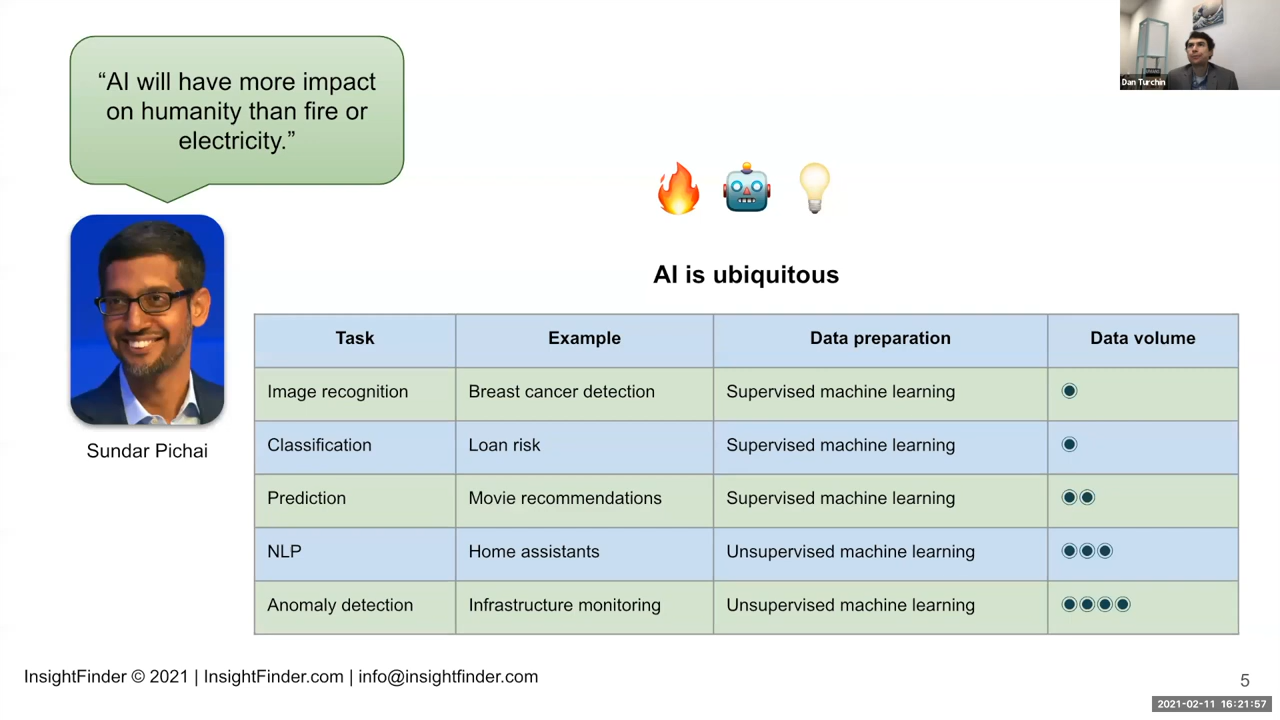 “AI will have more impact
on humanity than fire or
electricity.”
Dan Turchin
Sundar Pichai
AI is ubiquitous
Task Example Data preparation Data volume
Image recognition Breast cancer detection Supervised machine learning
Classification Loan risk Supervised machine learning
Prediction Movie recommendations Supervised machine learning
NLP Home assistants Unsupervised machine learning
Anomaly detection Infrastructure monitoring Unsupervised machine learning
InsightFinder © 2021 | InsightFinder.com | info@insightfinder.com
5
2021-02-11 16:21:57